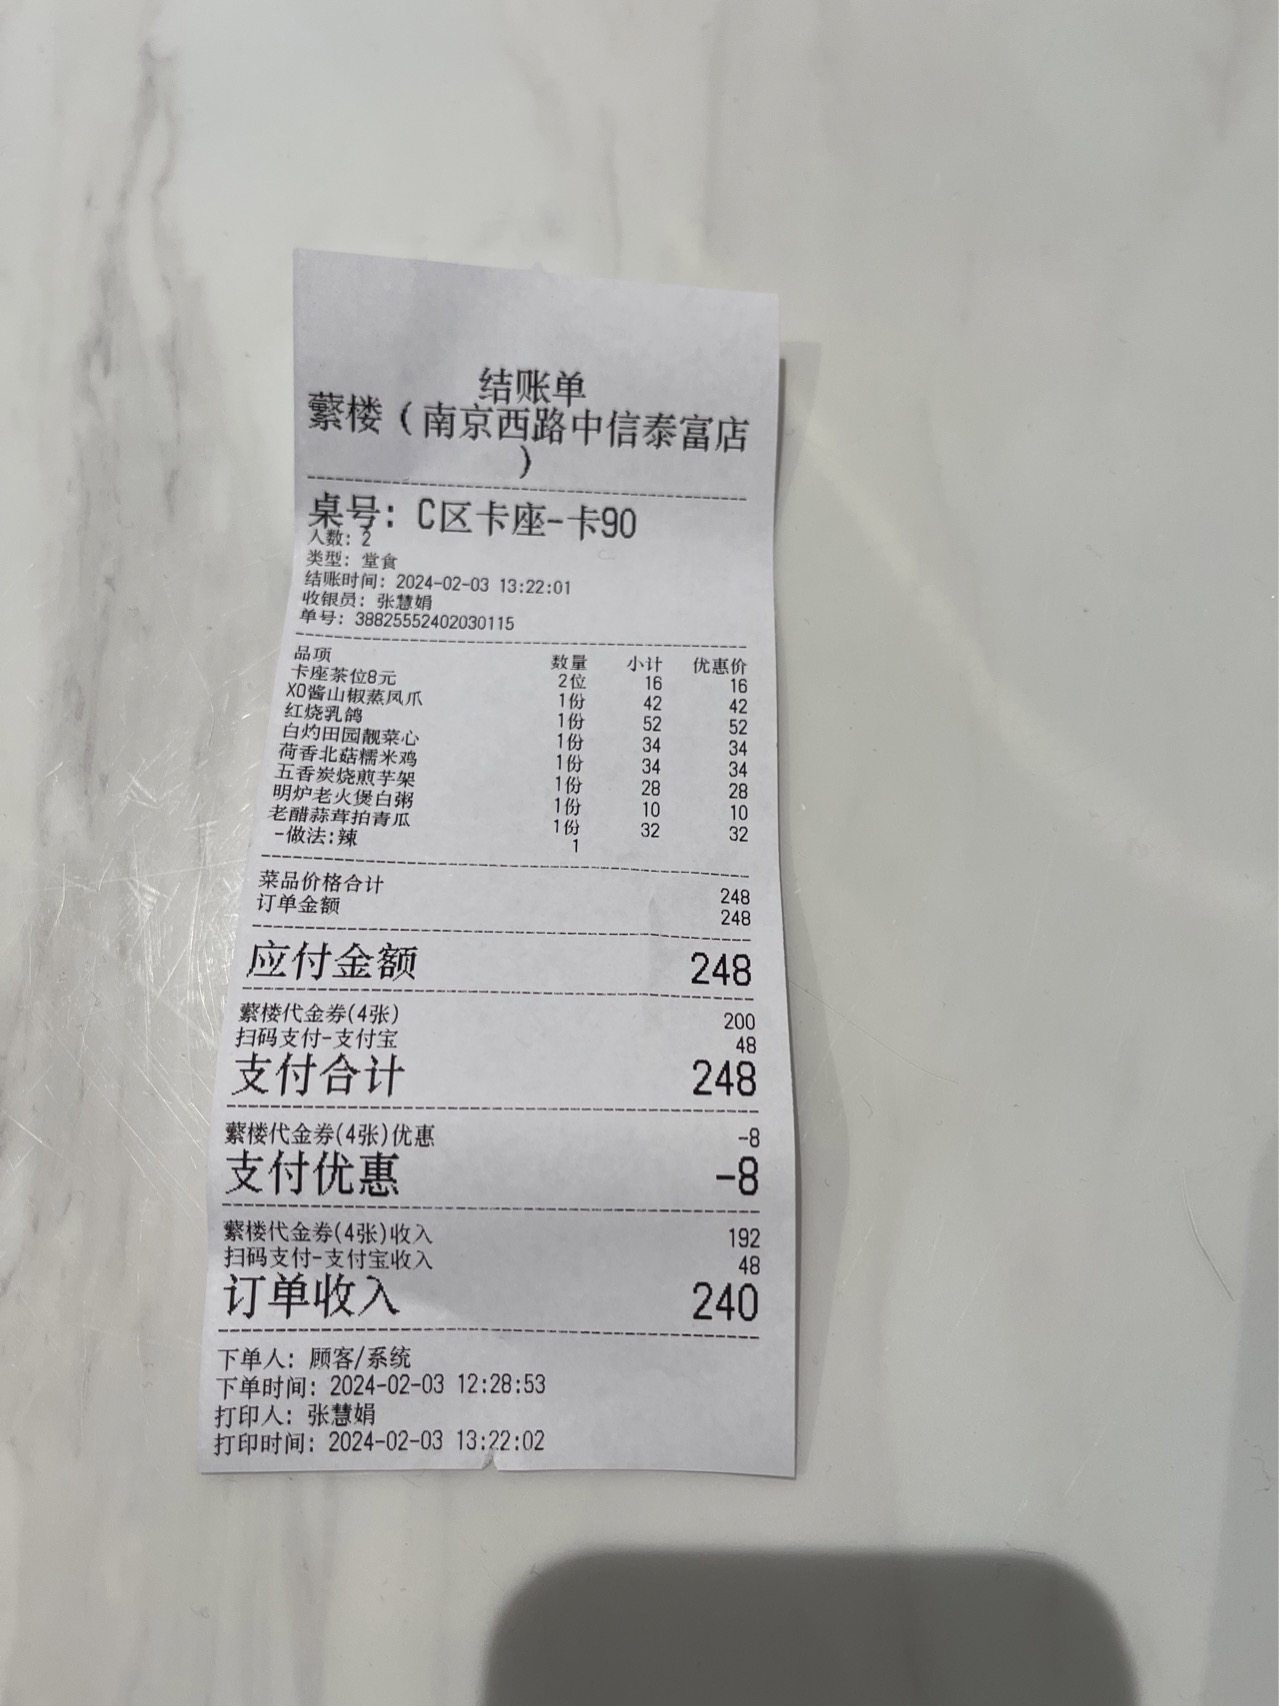 结账单
蘩楼（南京西路中信泰富店
）
桌号: C区卡座-卡90
人数: 2
类型: 堂食
结账时间: 2024-02-03 13:22:01
收银员: 张慧娟
单号: 38825552402030115
品项 数量 小计 优惠价
卡座茶位8元 2位 16 16
XO酱山椒蒸凤爪 1份 42 42
红烧乳鸽 1份 52 52
白灼田园靓菜心 1份 34 34
荷香北菇糯米鸡 1份 34 34
五香炭烧煎芋架 1份 28 28
明炉老火煲白粥 1份 10 10
老醋蒜茸拍青瓜 1份 32 32
-做法:辣 1
菜品价格合计 248
订单金额 248
应付金额 248
蘩楼代金券(4张) 200
扫码支付-支付宝 48
支付合计 248
蘩楼代金券(4张)优惠 -8
支付优惠 -8
蘩楼代金券(4张)收入 192
扫码支付-支付宝收入 48
订单收入 240
下单人: 顾客/系统
下单时间: 2024-02-03 12:28:53
打印人: 张慧娟
打印时间: 2024-02-03 13:22:02